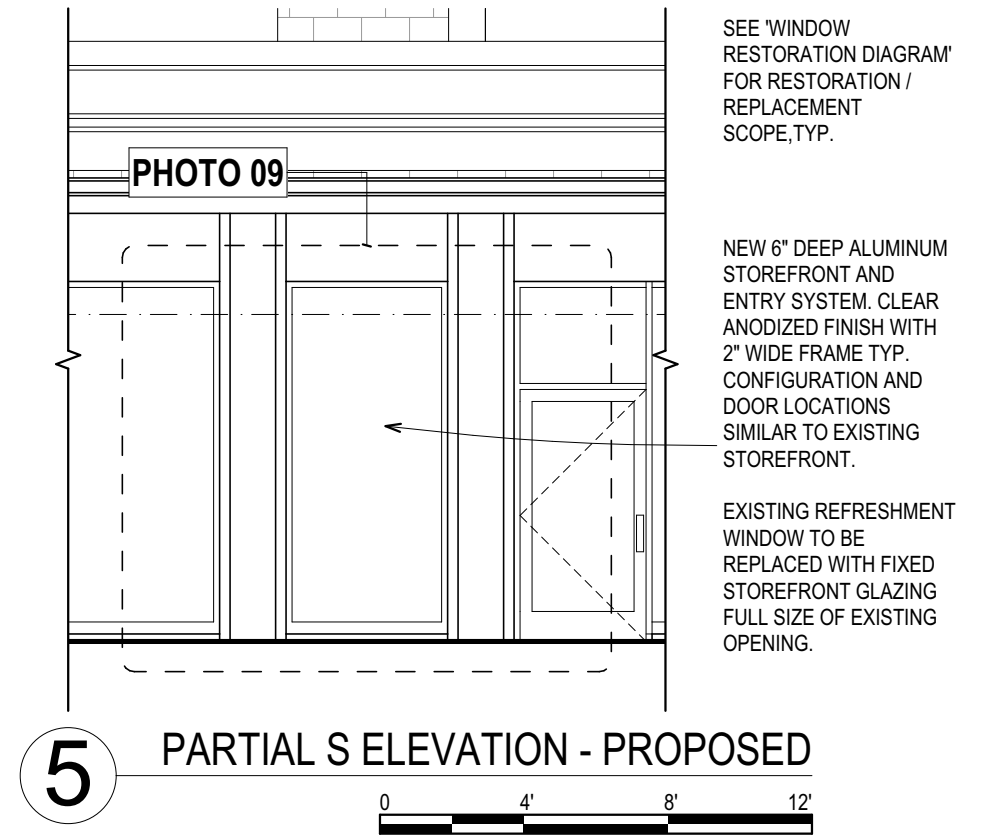 SEE 'WINDOW
RESTORATION DIAGRAM'
FOR RESTORATION /
REPLACEMENT
SCOPE,TYP.
PHOTO 09
NEW 6" DEEP ALUMINUM
STOREFRONT AND
ENTRY SYSTEM. CLEAR
ANODIZED FINISH WITH
2" WIDE FRAME TYP.
CONFIGURATION AND
DOOR LOCATIONS
SIMILAR TO EXISTING
STOREFRONT.
EXISTING REFRESHMENT
WINDOW TO BE
REPLACED WITH FIXED
STOREFRONT GLAZING
FULL SIZE OF EXISTING
OPENING.
5 PARTIAL S ELEVATION - PROPOSED
0 4' 8' 12'